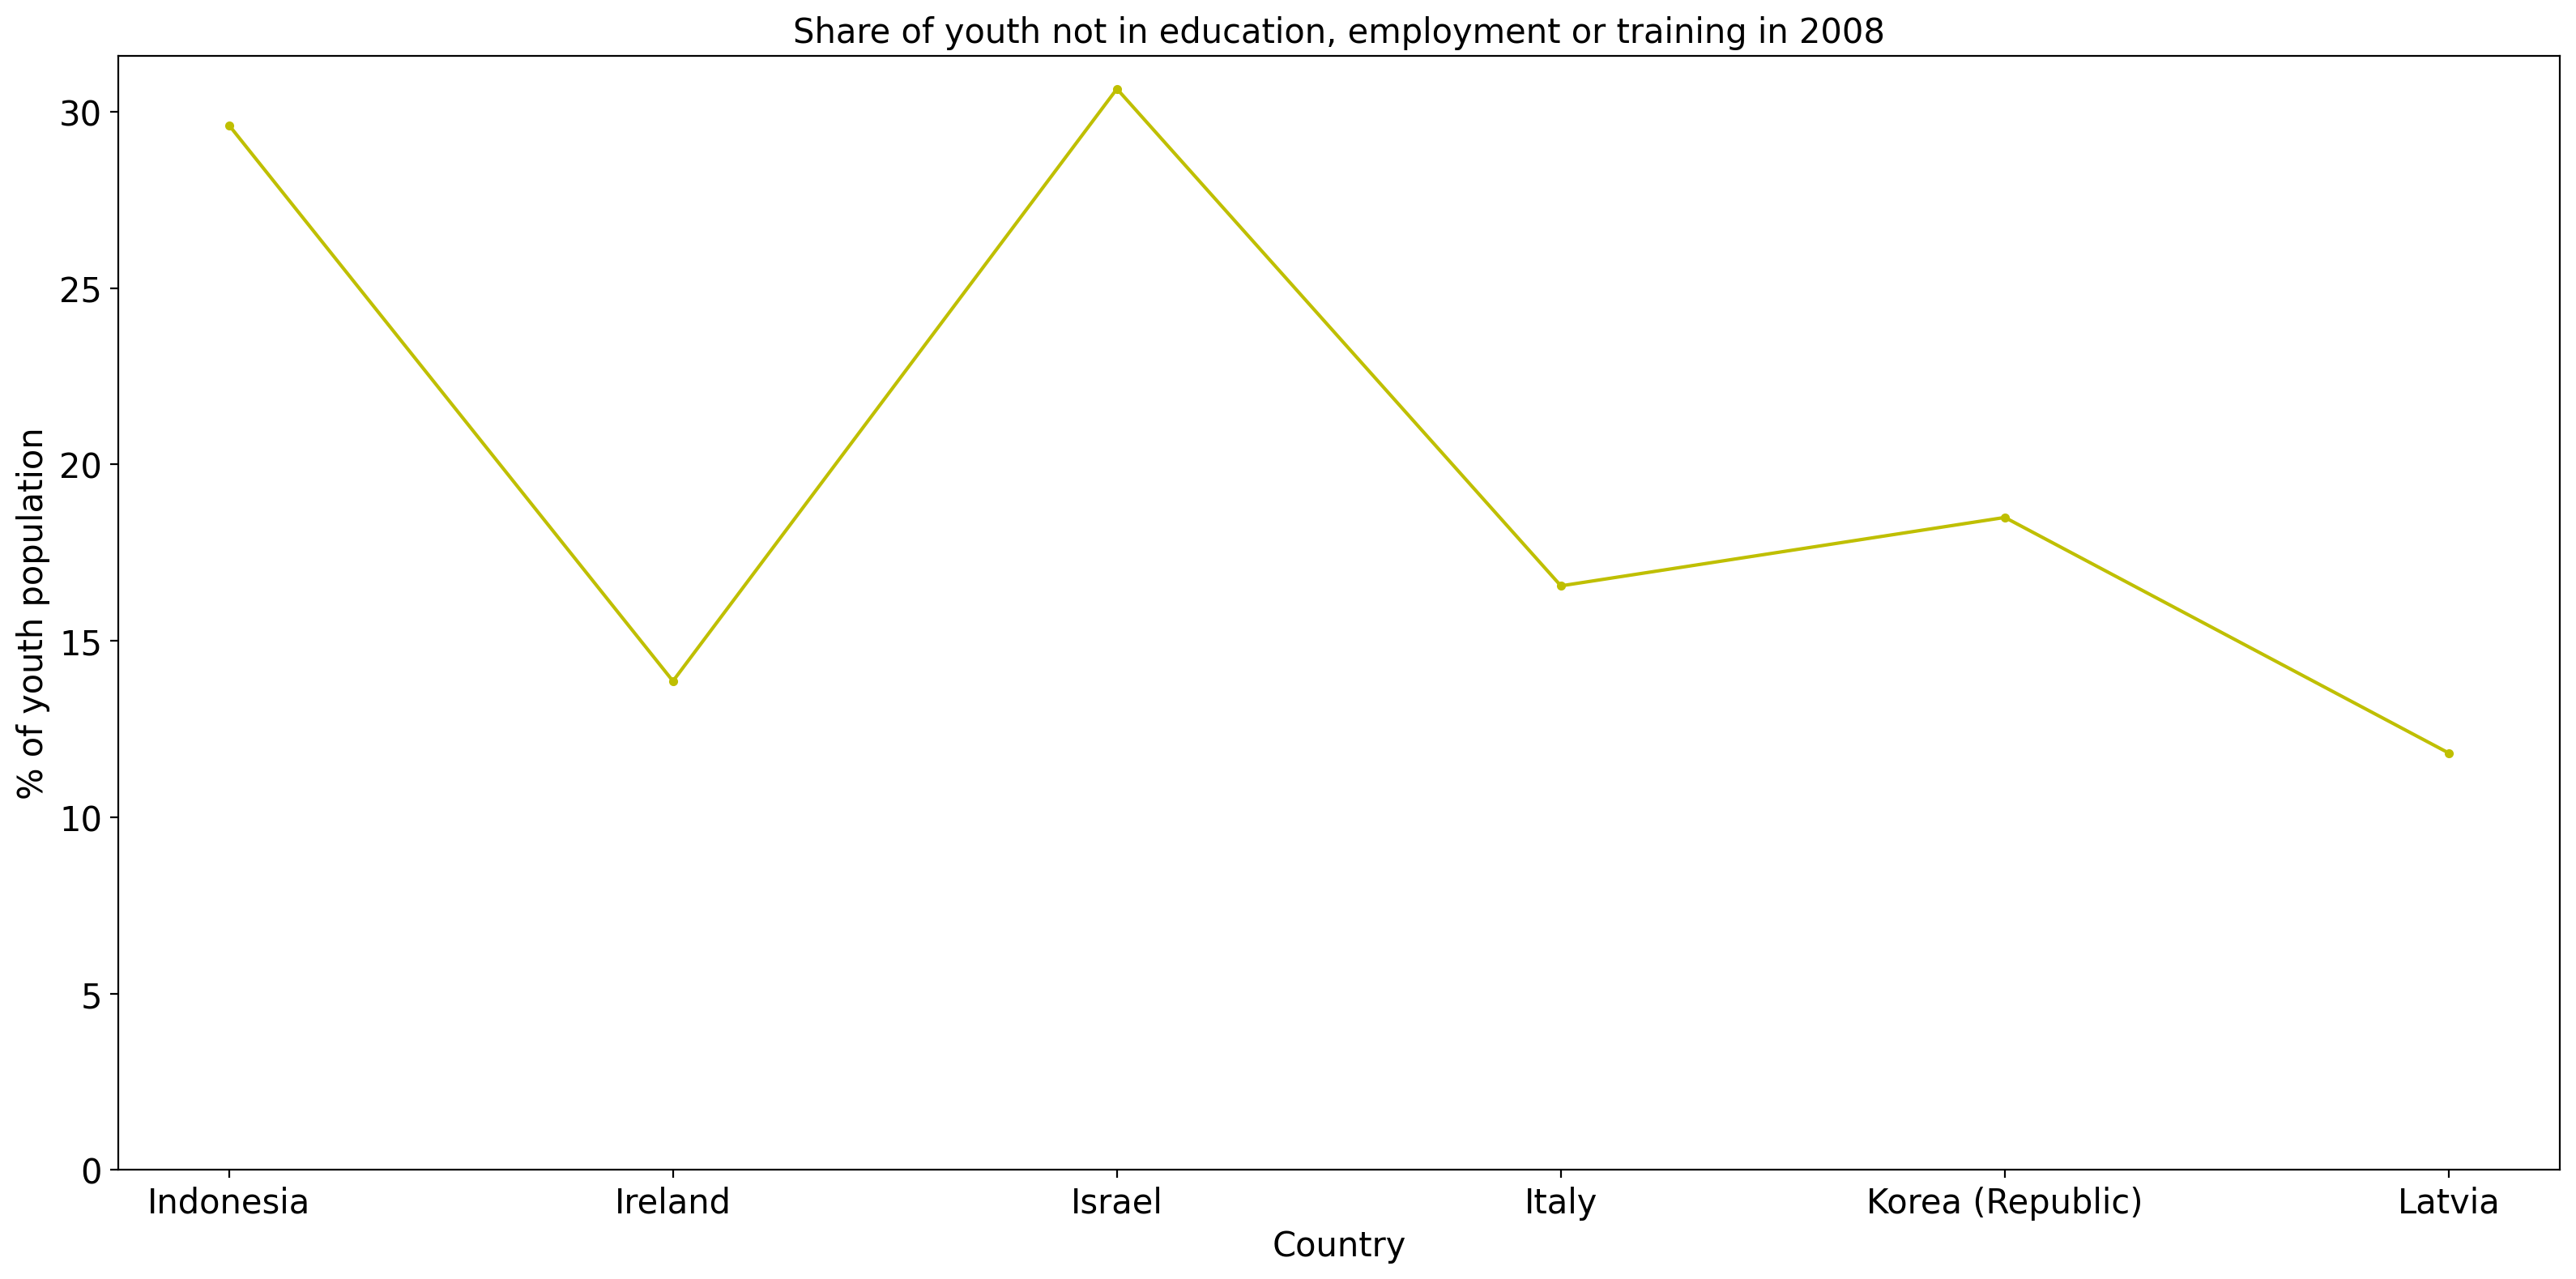 Share of youth not in education, employment or training in 2008
% of youth population
30
25
20
15
10
5
0
Indonesia Ireland Israel Italy Korea (Republic) Latvia
Country